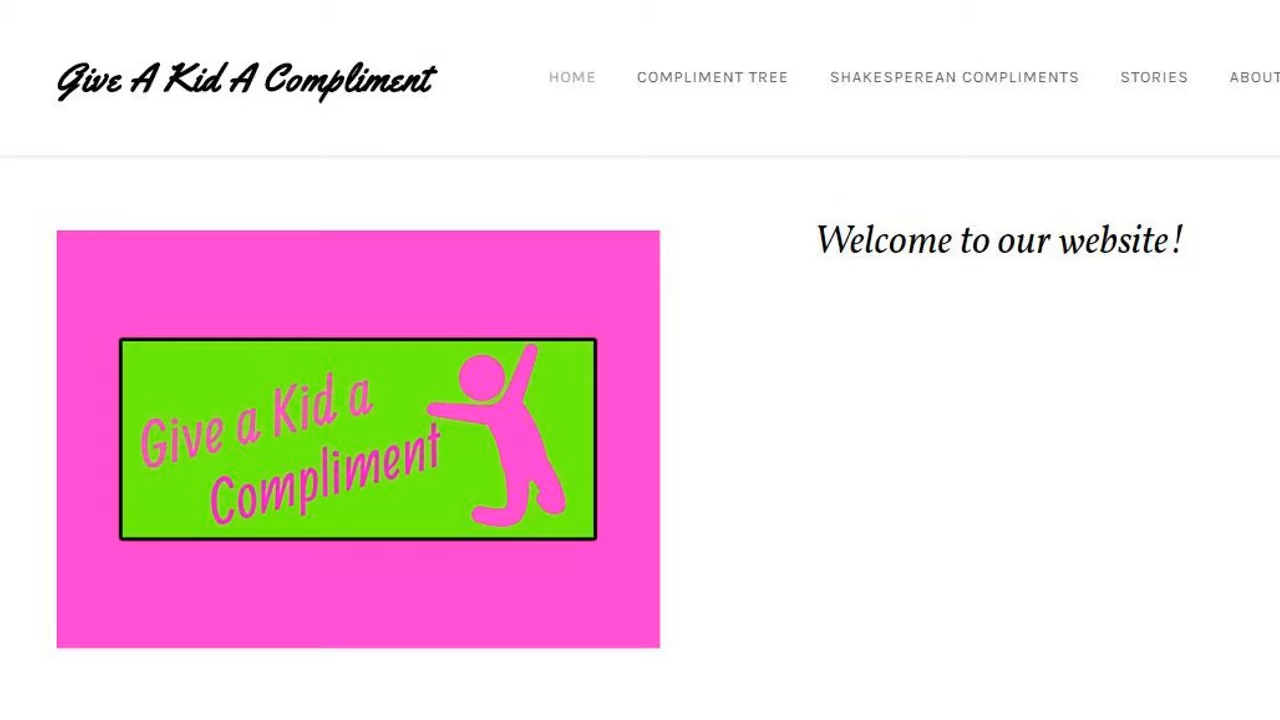 Give A Kid A Compliment
HOME COMPLIMENT TREE SHAKESPEREAN COMPLIMENTS STORIES ABOUT
Welcome to our website!
Give a Kid a
Compliment